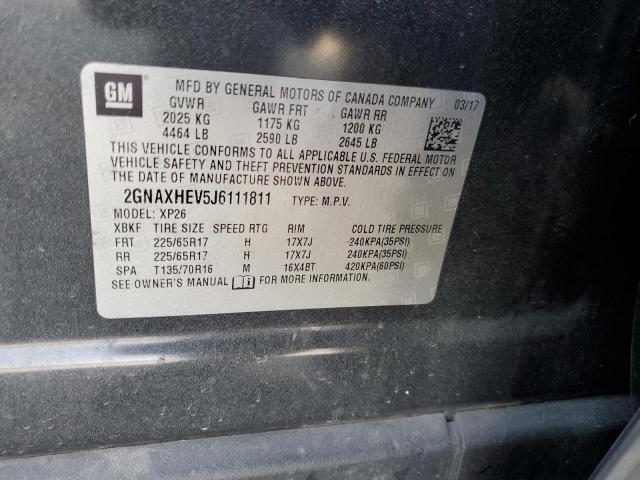 GM
MFD BY GENERAL MOTORS OF CANADA COMPANY 03/17
GVWR GAWR FRT GAWR RR
2025 KG 1175 KG 1200 KG
4464 LB 2590 LB 2645 LB
THIS VEHICLE CONFORMS TO ALL APPLICABLE U.S. FEDERAL MOTOR
VEHICLE SAFETY AND THEFT PREVENTION STANDARDS IN EFFECT ON
THE DATE OF MANUFACTURE SHOWN ABOVE.
2GNAXHEV5J6111811 TYPE: M.P.V.
MODEL: XP26
XBKF TIRE SIZE SPEED RTG RIM COLD TIRE PRESSURE
FRT 225/65R17 H 17X7J 240KPA(35PSI)
RR 225/65R17 H 17X7J 240KPA(35PSI)
SPA T135/70R16 M 16X4BT 420KPA(60PSI)
SEE OWNER'S MANUAL FOR MORE INFORMATION.